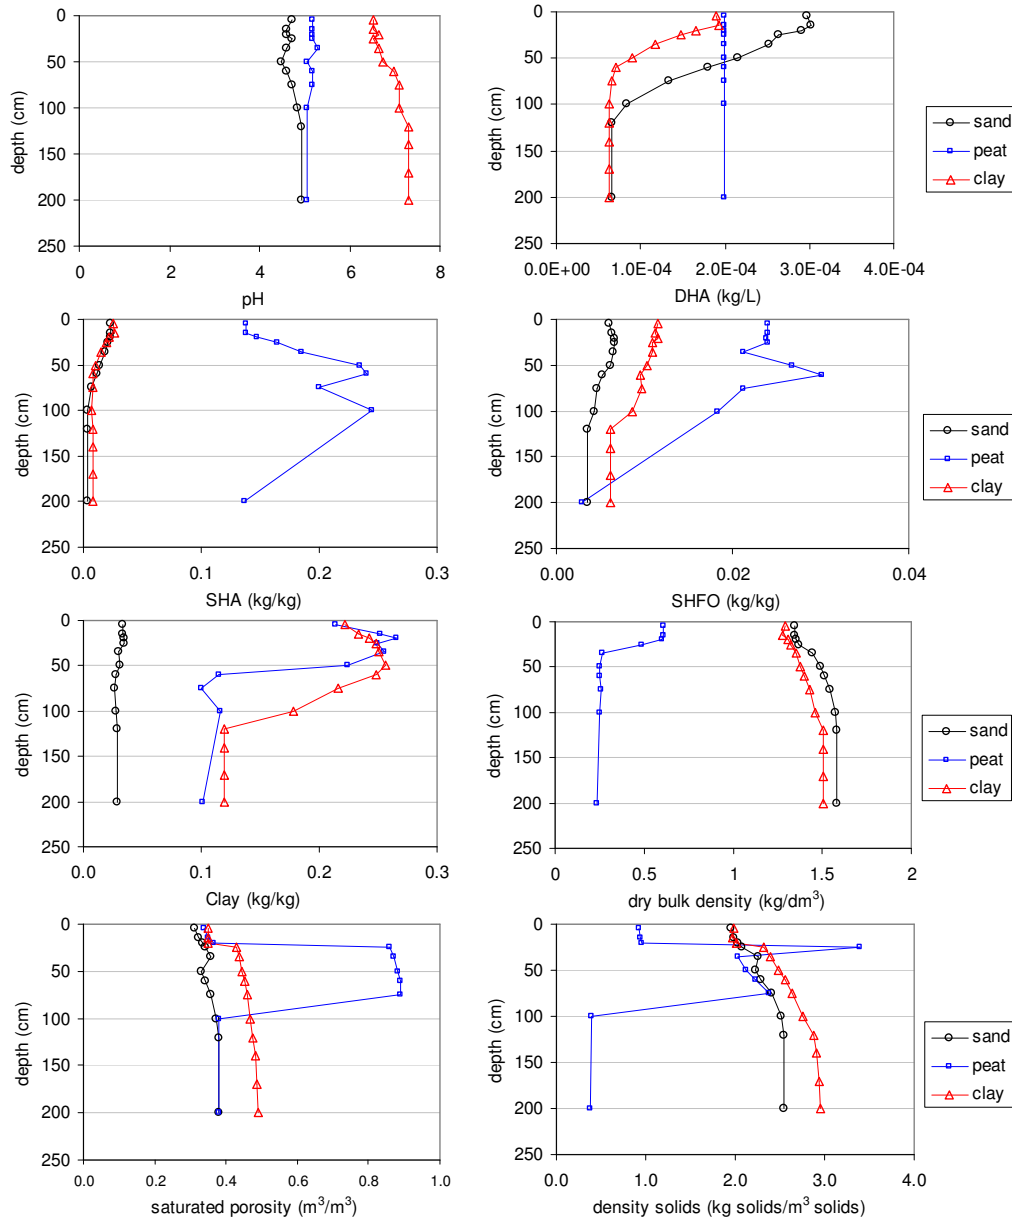 0
50
100
150
200
250
depth (cm)
0 2 4 6 8
pH
0
50
100
150
200
250
depth (cm)
0.0E+00 1.0E-04 2.0E-04 3.0E-04 4.0E-04
DHA (kg/L)
sand
peat
clay
0
50
100
150
200
250
depth (cm)
0.0 0.1 0.2 0.3
SHA (kg/kg)
0
50
100
150
200
250
depth (cm)
0.00 0.02 0.04
SHFO (kg/kg)
sand
peat
clay
0
50
100
150
200
250
depth (cm)
0.0 0.1 0.2 0.3
Clay (kg/kg)
0
50
100
150
200
250
depth (cm)
0 0.5 1 1.5 2
dry bulk density (kg/dm³)
sand
peat
clay
0
50
100
150
200
250
depth (cm)
0.0 0.2 0.4 0.6 0.8 1.0
saturated porosity (m³/m³)
0
50
100
150
200
250
depth (cm)
0.0 1.0 2.0 3.0 4.0
density solids (kg solids/m³ solids)
sand
peat
clay